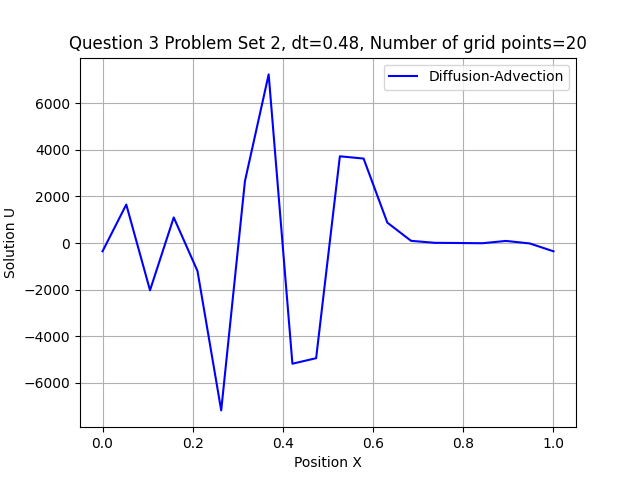 Question 3 Problem Set 2, dt=0.48, Number of grid points=20
Diffusion-Advection
6000
4000
2000
0
−2000
−4000
−6000
Solution U
0.0 0.2 0.4 0.6 0.8 1.0
Position X